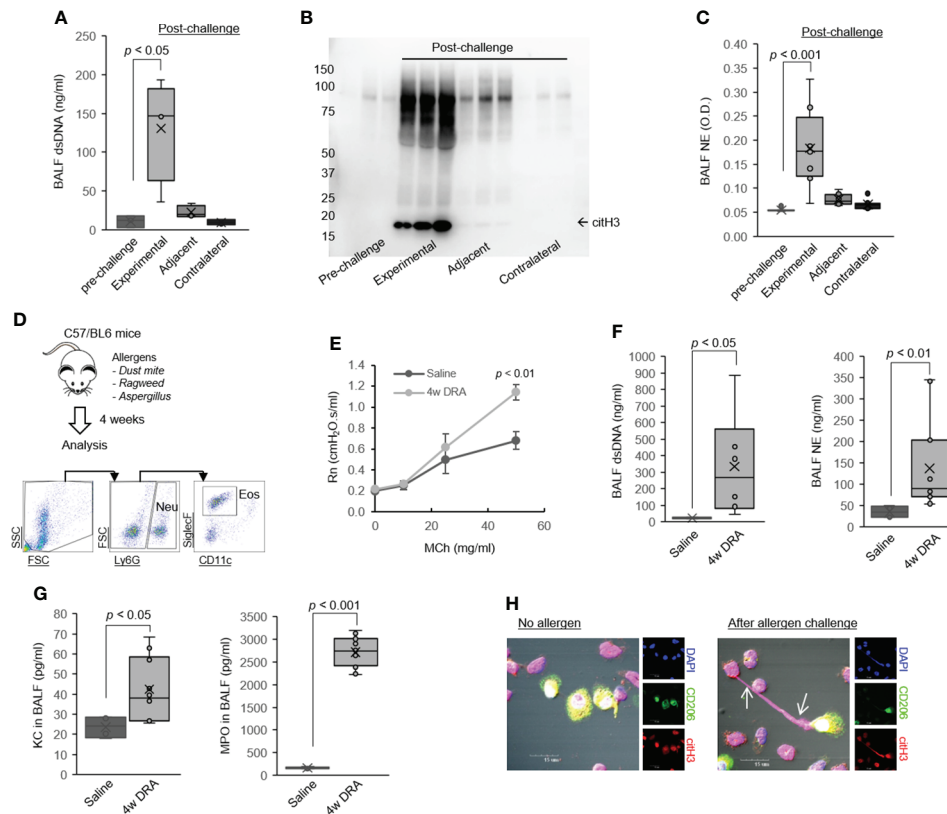 A
Post-challenge
p < 0.05
BALF dsDNA (ng/ml)
250
200
150
100
50
0
pre-challenge
Experimental
Adjacent
Contralateral
B
Post-challenge
150
100
75
50
37
25
20
15
← citH3
Pre-challenge
Experimental
Adjacent
Contralateral
C
Post-challenge
p < 0.001
BALF NE (O.D.)
0.40
0.35
0.30
0.25
0.20
0.15
0.10
0.05
0.00
pre-challenge
Experimental
Adjacent
Contralateral
D
C57/BL6 mice
Allergens
- Dust mite
- Ragweed
- Aspergillus
4 weeks
Analysis
SSC
FSC
FSC
Neu
Ly6G
SiglecF
Eos
CD11c
E
Saline
4w DRA
p < 0.01
Rn (cmH2O.s/ml)
1.4
1.2
1.0
0.8
0.6
0.4
0.2
0
0
20
40
60
MCh (mg/ml)
F
p < 0.05
BALF dsDNA (ng/ml)
1000
900
800
700
600
500
400
300
200
100
0
Saline
4w DRA
p < 0.01
BALF NE (ng/ml)
400
350
300
250
200
150
100
50
0
Saline
4w DRA
G
p < 0.05
KC in BALF (pg/ml)
80
70
60
50
40
30
20
10
0
Saline
4w DRA
p < 0.001
MPO in BALF (pg/ml)
3500
3000
2500
2000
1500
1000
500
0
Saline
4w DRA
H
No allergen
15 um
DAPI
CD206
citH3
After allergen challenge
15 um
DAPI
CD206
citH3